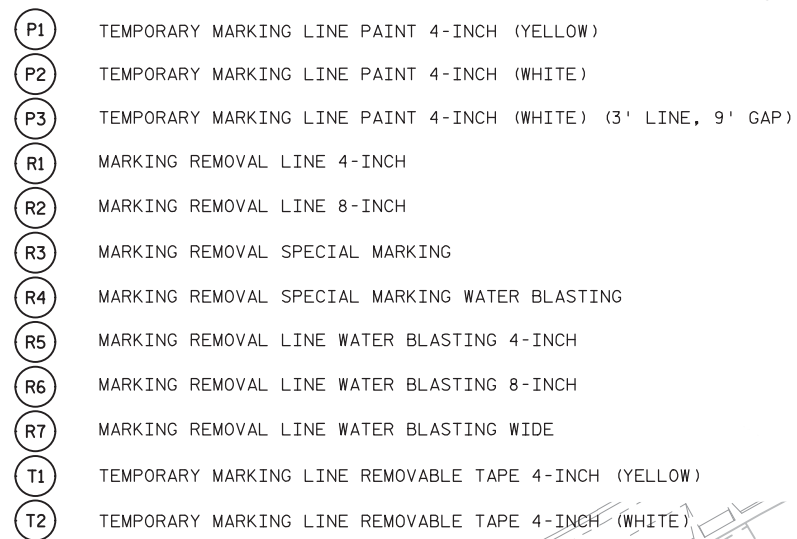 P1 TEMPORARY MARKING LINE PAINT 4-INCH (YELLOW)
P2 TEMPORARY MARKING LINE PAINT 4-INCH (WHITE)
P3 TEMPORARY MARKING LINE PAINT 4-INCH (WHITE) (3' LINE, 9' GAP)
R1 MARKING REMOVAL LINE 4-INCH
R2 MARKING REMOVAL LINE 8-INCH
R3 MARKING REMOVAL SPECIAL MARKING
R4 MARKING REMOVAL SPECIAL MARKING WATER BLASTING
R5 MARKING REMOVAL LINE WATER BLASTING 4-INCH
R6 MARKING REMOVAL LINE WATER BLASTING 8-INCH
R7 MARKING REMOVAL LINE WATER BLASTING WIDE
T1 TEMPORARY MARKING LINE REMOVABLE TAPE 4-INCH (YELLOW)
T2 TEMPORARY MARKING LINE REMOVABLE TAPE 4-INCH (WHITE)